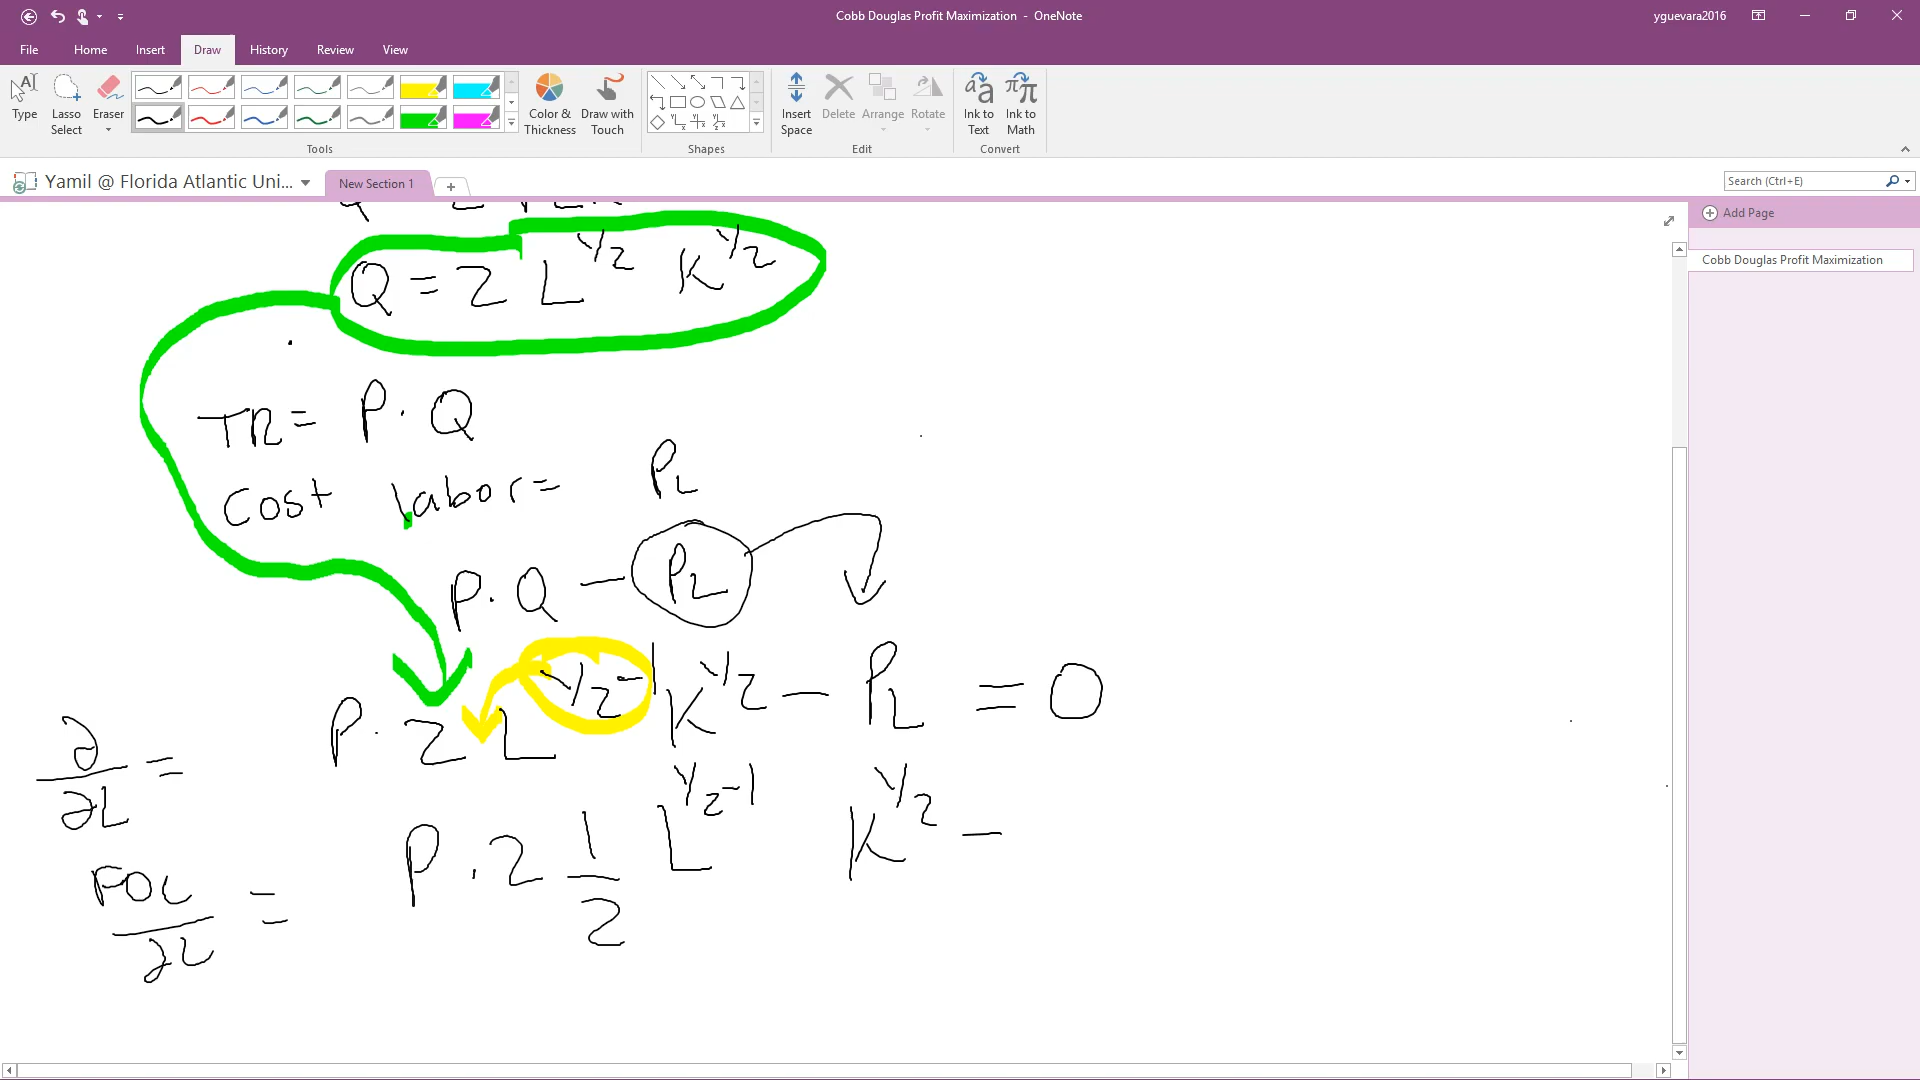 Cobb Douglas Profit Maximization - OneNote
yguevara2016
File Home Insert Draw History Review View
Type
Lasso Select
Eraser
Color & Thickness
Draw with Touch
Insert Space
Delete
Arrange
Rotate
Ink to Text
Ink to Math
Tools
Shapes
Edit
Convert
Yamil @ Florida Atlantic Uni...
New Section 1
Search (Ctrl+E)
Add Page
Cobb Douglas Profit Maximization
Q = 2 L^1/2 K^1/2
TR = P · Q
Cost labor = PL
P · Q - PL
P · 2 L^1/2-1 K^1/2 - PL = 0
∂/∂L =
P · 2 1/2 L^1/2-1 K^1/2 -
FOC/∂L =